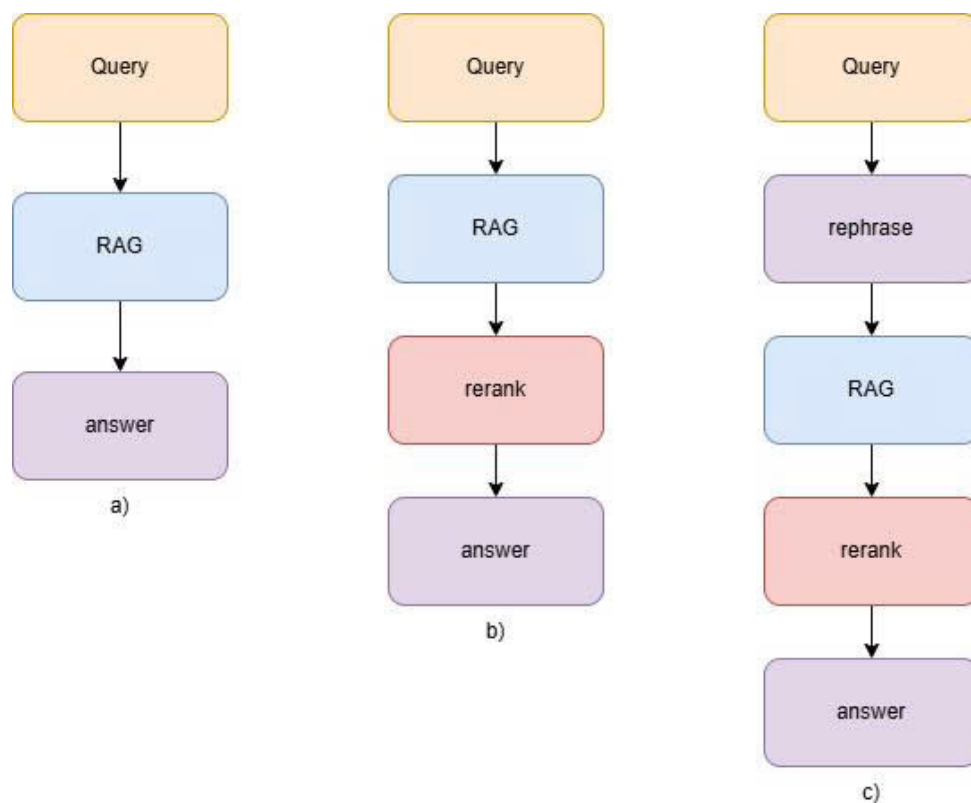 Query
RAG
answer
a)
Query
RAG
rerank
answer
b)
Query
rephrase
RAG
rerank
answer
c)